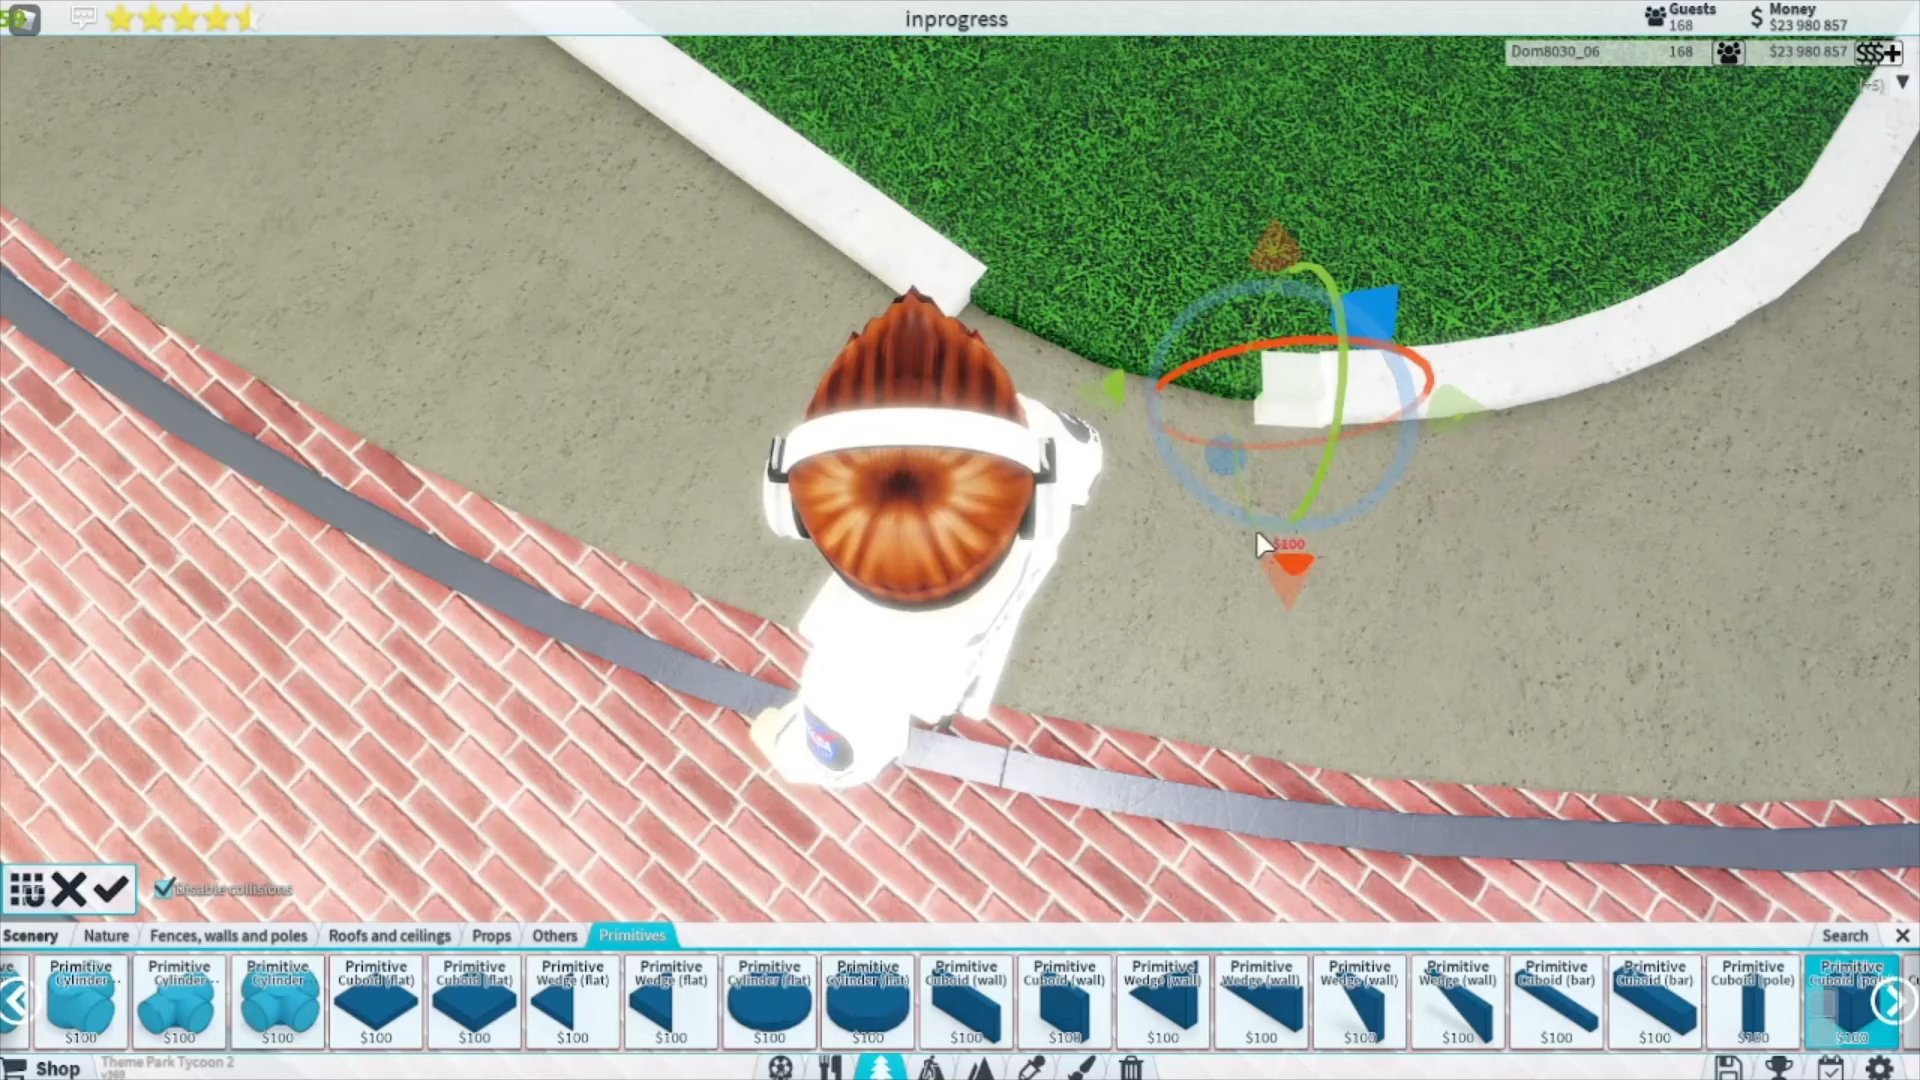 inprogress
Guests
168
Money
$23 980 857
Dom8030_06 168 $23 980 857 $$$+
$100
Disable collisions
Scenery Nature Fences, walls and poles Roofs and ceilings Props Others Primitives Search
Primitive Cylinder... $100
Primitive Cylinder... $100
Primitive Cylinder... $100
Primitive Cuboid (flat) $100
Primitive Cuboid (flat) $100
Primitive Wedge (flat) $100
Primitive Wedge (flat) $100
Primitive Cylinder (flat) $100
Primitive Cylinder (flat) $100
Primitive Cuboid (wall) $100
Primitive Cuboid (wall) $100
Primitive Wedge (wall) $100
Primitive Wedge (wall) $100
Primitive Wedge (wall) $100
Primitive Wedge (wall) $100
Primitive Cuboid (bar) $100
Primitive Cuboid (bar) $100
Primitive Cuboid (pole) $100
Primitive Cuboid $100
Shop
Theme Park Tycoon 2